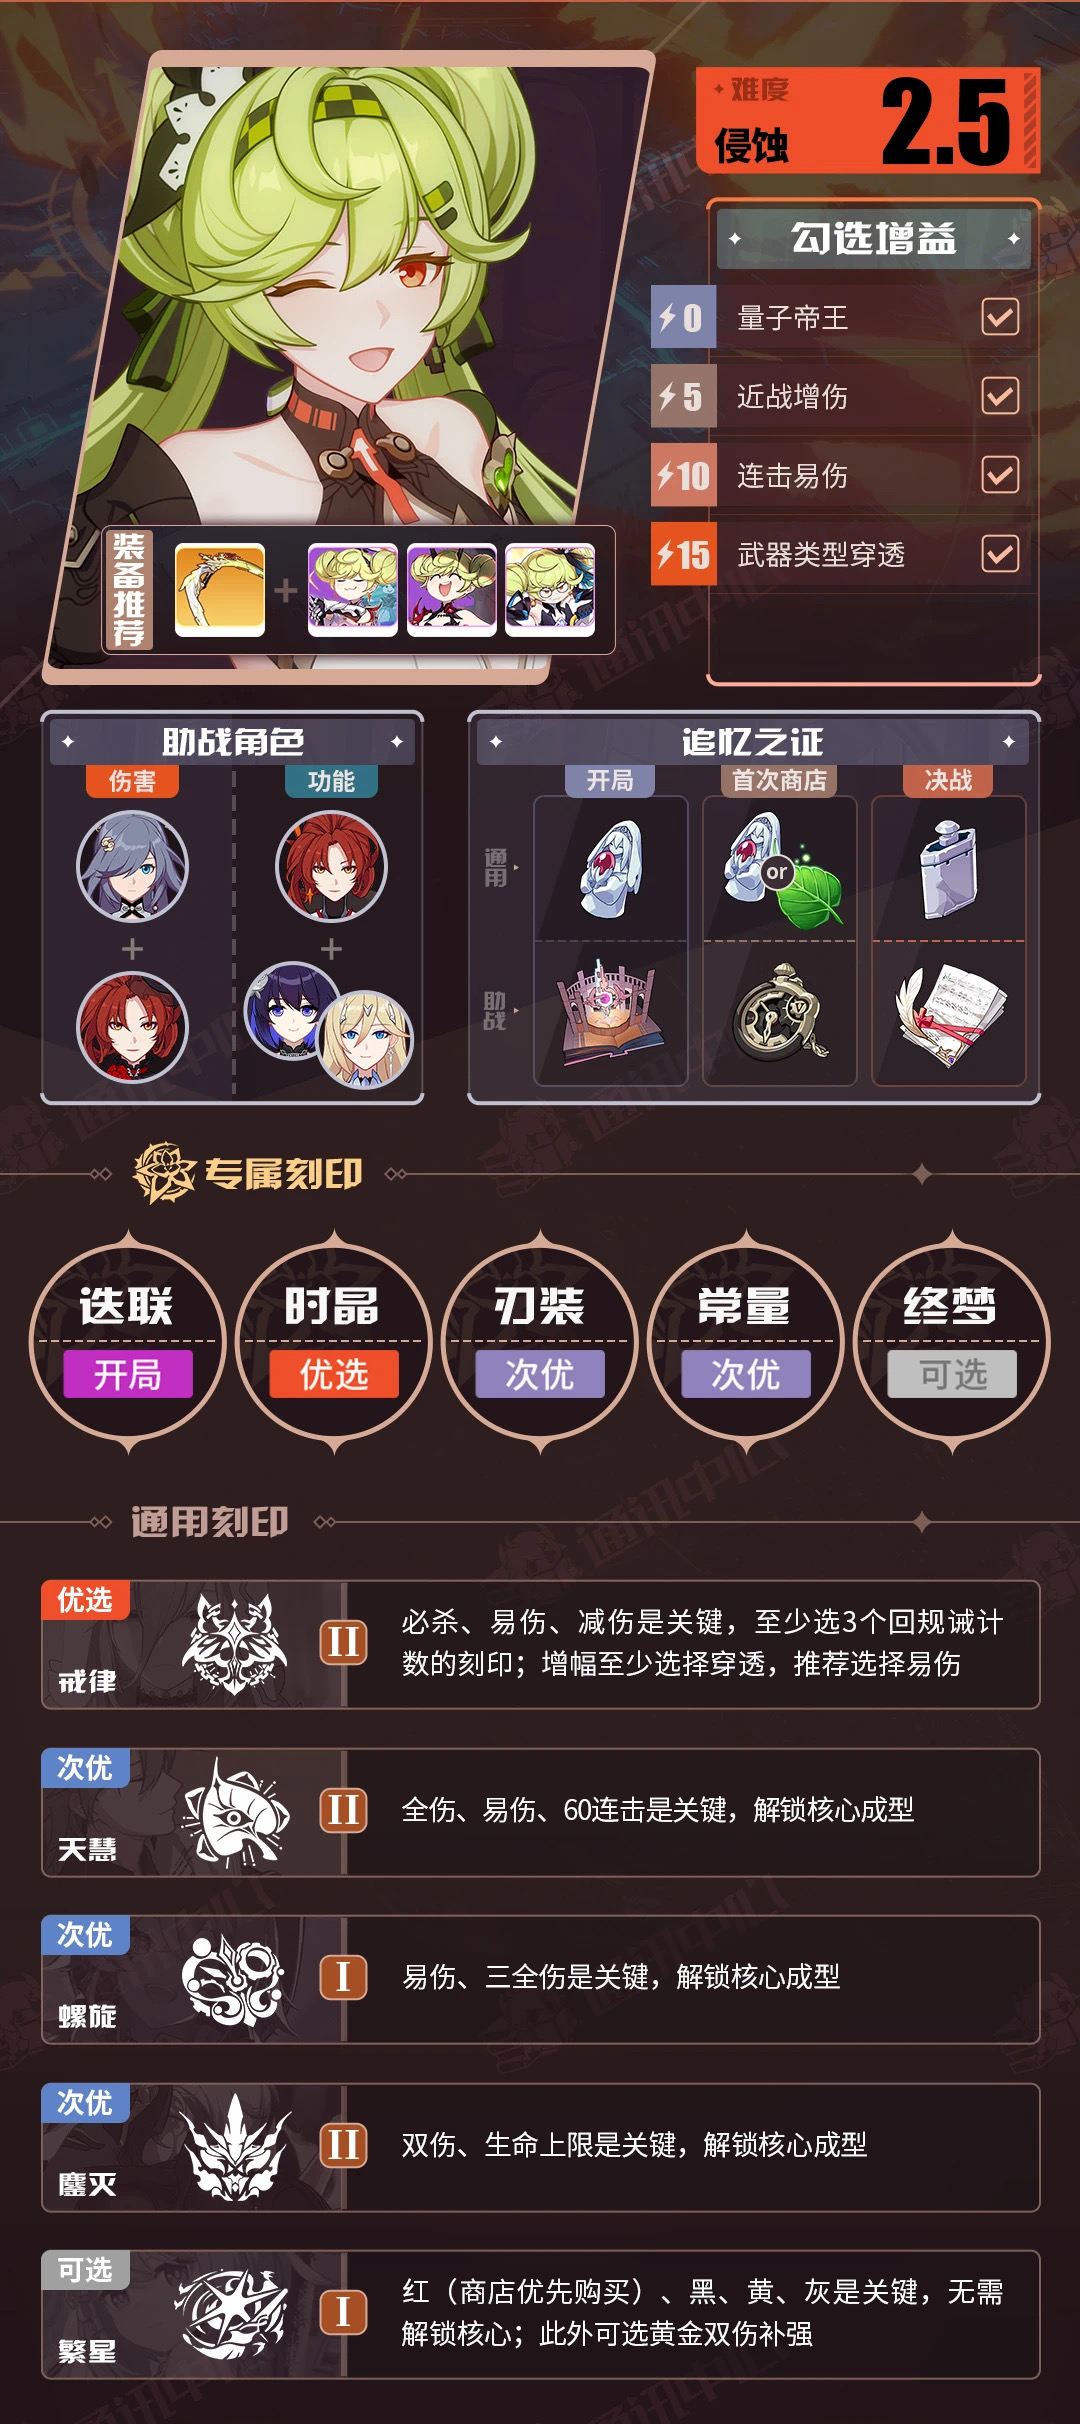 难度
侵蚀
2.5
勾选增益
0
量子帝王
5
近战增伤
10
连击易伤
15
武器类型穿透
装备推荐
+
助战角色
伤害
功能
+
+
追忆之证
开局
首次商店
决战
通用
or
助战
专属刻印
迭联
开局
时晶
优选
刃装
次优
常量
次优
终梦
可选
通用刻印
优选
戒律
II
必杀、易伤、减伤是关键，至少选3个回规诫计
数的刻印；增幅至少选择穿透，推荐选择易伤
次优
天慧
II
全伤、易伤、60连击是关键，解锁核心成型
次优
螺旋
I
易伤、三全伤是关键，解锁核心成型
次优
鏖灭
II
双伤、生命上限是关键，解锁核心成型
可选
繁星
I
红（商店优先购买）、黑、黄、灰是关键，无需
解锁核心；此外可选黄金双伤补强
通讯中心